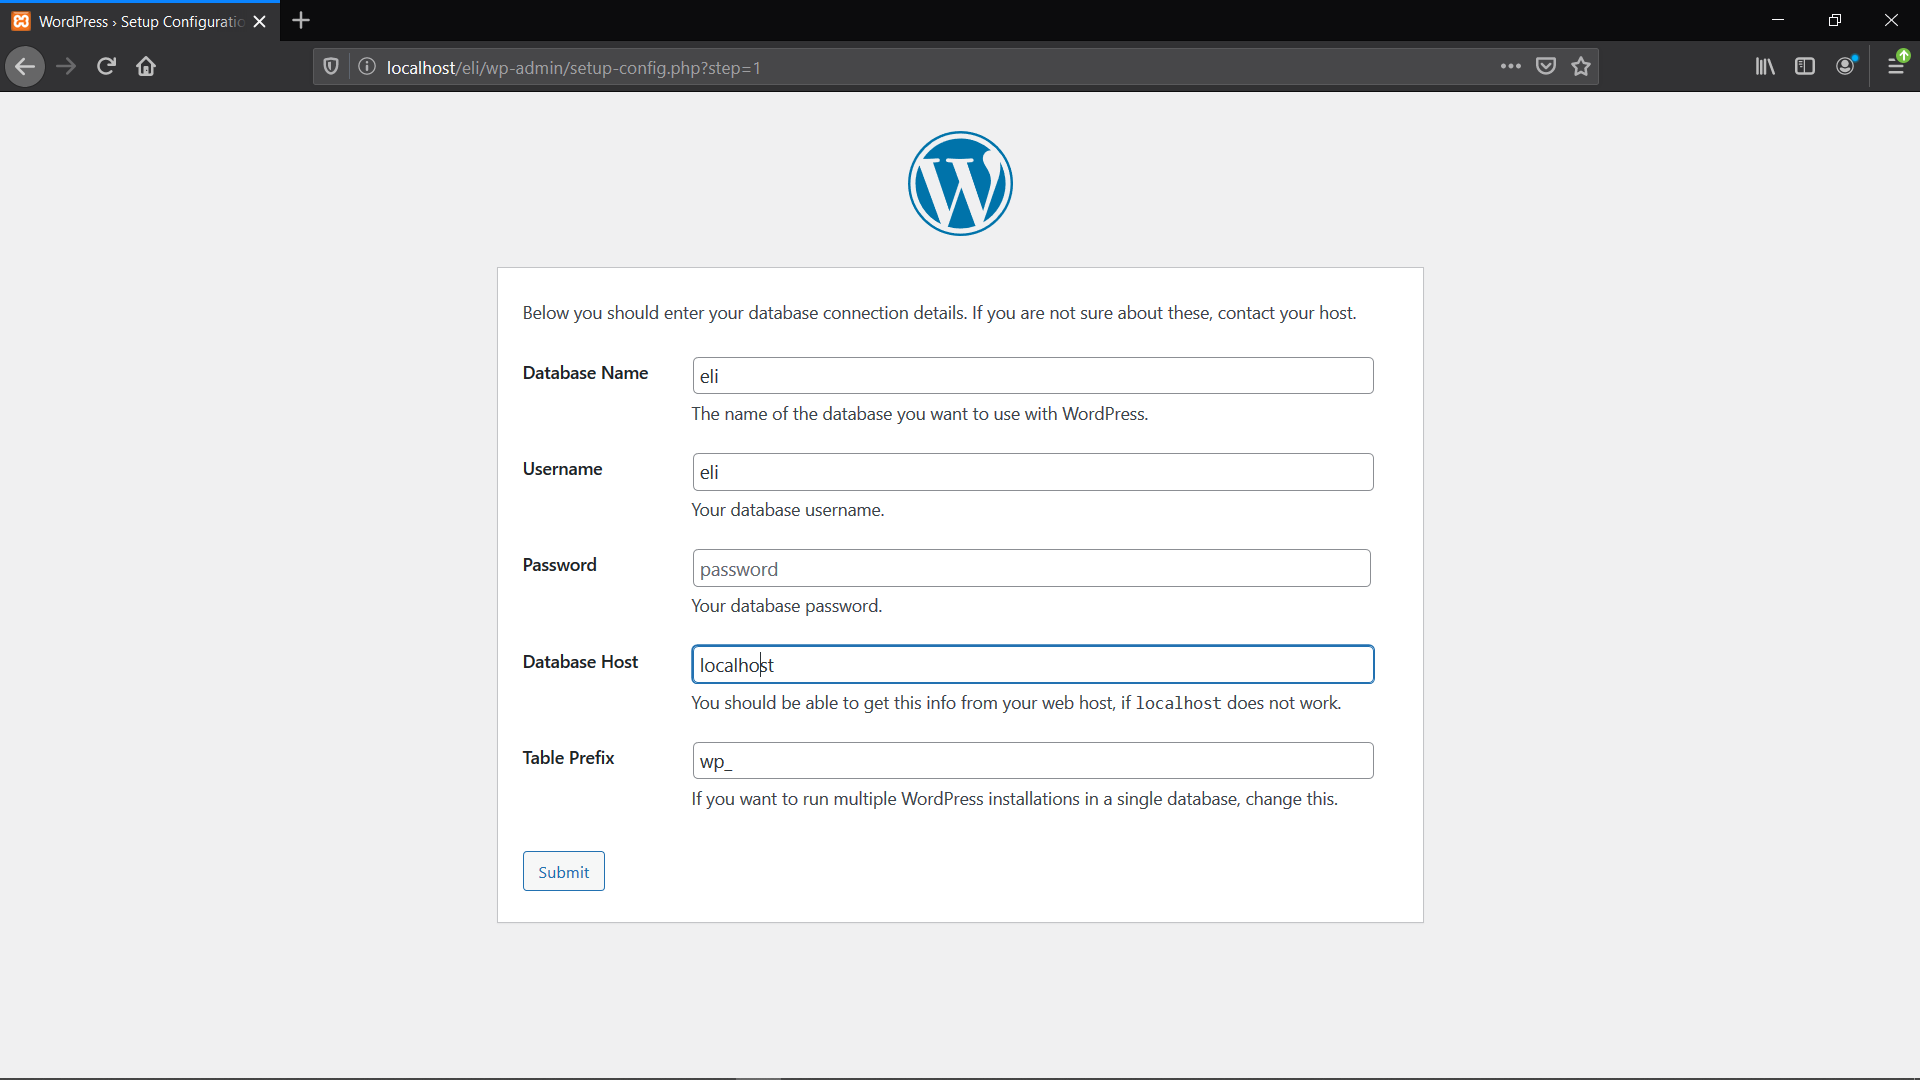 WordPress › Setup Configuratio
localhost/eli/wp-admin/setup-config.php?step=1
Below you should enter your database connection details. If you are not sure about these, contact your host.
Database Name
eli
The name of the database you want to use with WordPress.
Username
eli
Your database username.
Password
password
Your database password.
Database Host
localhost
You should be able to get this info from your web host, if localhost does not work.
Table Prefix
wp_
If you want to run multiple WordPress installations in a single database, change this.
Submit